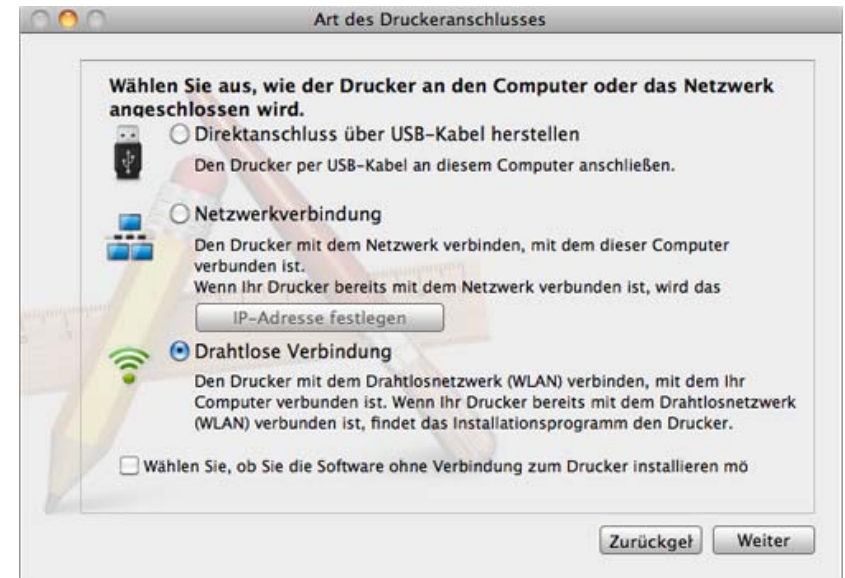 Art des Druckeranschlusses
Wählen Sie aus, wie der Drucker an den Computer oder das Netzwerk
angeschlossen wird.
Direktanschluss über USB-Kabel herstellen
Den Drucker per USB-Kabel an diesem Computer anschließen.
Netzwerkverbindung
Den Drucker mit dem Netzwerk verbinden, mit dem dieser Computer
verbunden ist.
Wenn Ihr Drucker bereits mit dem Netzwerk verbunden ist, wird das
IP-Adresse festlegen
Drahtlose Verbindung
Den Drucker mit dem Drahtlosnetzwerk (WLAN) verbinden, mit dem Ihr
Computer verbunden ist. Wenn Ihr Drucker bereits mit dem Drahtlosnetzwerk
(WLAN) verbunden ist, findet das Installationsprogramm den Drucker.
Wählen Sie, ob Sie die Software ohne Verbindung zum Drucker installieren mö
Zurückgeh Weiter